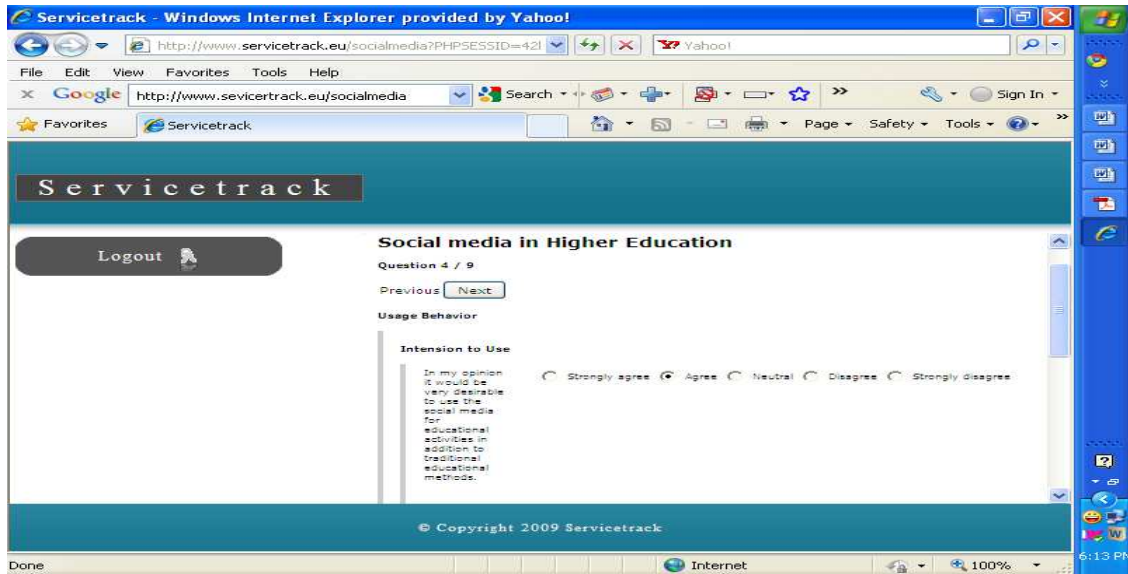 Servicetrack - Windows Internet Explorer provided by Yahoo!
http://www.servicetrack.eu/socialmedia?PHPSESSID=42 Yahoo!
File Edit View Favorites Tools Help
Google http://www.sevicertrack.eu/socialmedia Search Sign In
Favorites Servicetrack Page Safety Tools
Servicetrack
Logout
Social media in Higher Education
Question 4 / 9
Previous Next
Usage Behavior
Intension to Use
In my opinion
it would be
very desirable
to use the
social media
for
educational
activities in
addition to
traditional
educational
methods.
Strongly agree Agree Neutral Disagree Strongly disagree
© Copyright 2009 Servicetrack
Done Internet 100%
6:13 PM